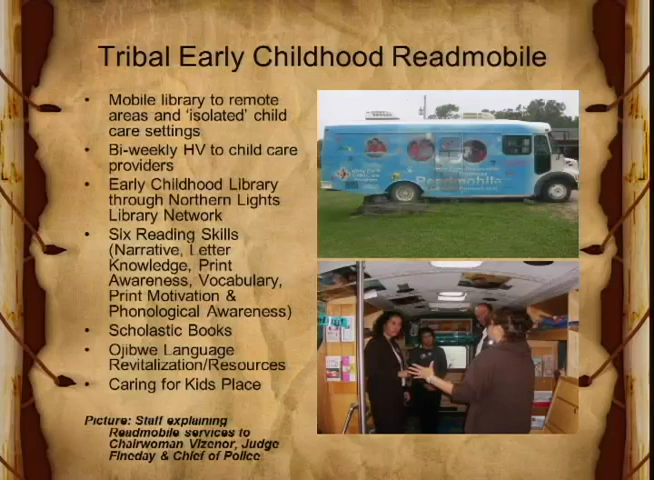 Tribal Early Childhood Readmobile
• Mobile library to remote
areas and 'isolated' child
care settings
• Bi-weekly HV to child care
providers
• Early Childhood Library
through Northern Lights
Library Network
• Six Reading Skills
(Narrative, Letter
Knowledge, Print
Awareness, Vocabulary,
Print Motivation &
Phonological Awareness)
• Scholastic Books
• Ojibwe Language
Revitalization/Resources
• Caring for Kids Place
Picture: Staff explaining
Readmobile services to
Chairwoman Vizenor, Judge
Fineday & Chief of Police
Readmobile